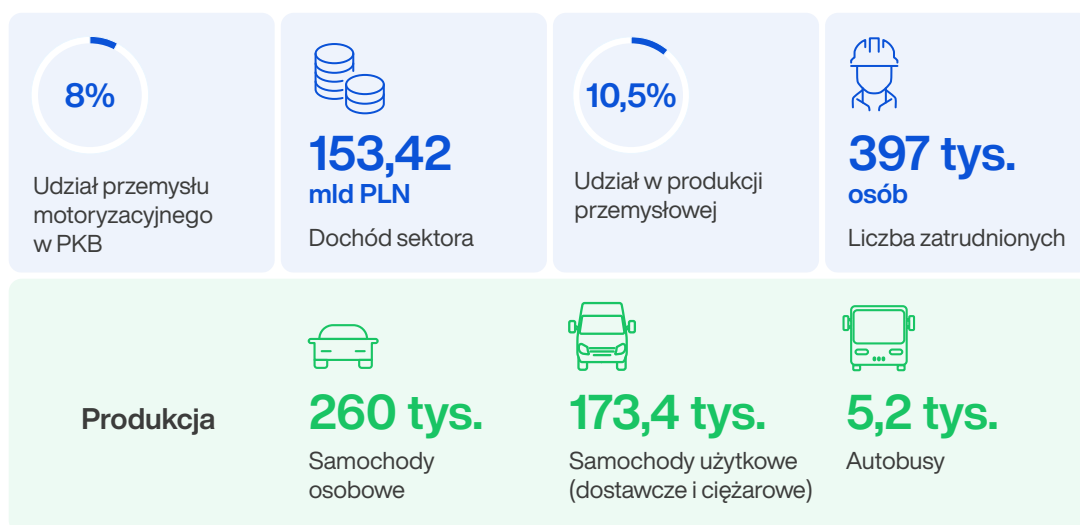 8%
Udział przemysłu
motoryzacyjnego
w PKB
153,42
mld PLN
Dochód sektora
10,5%
Udział w produkcji
przemysłowej
397 tys.
osób
Liczba zatrudnionych
Produkcja
260 tys.
Samochody
osobowe
173,4 tys.
Samochody użytkowe
(dostawcze i ciężarowe)
5,2 tys.
Autobusy